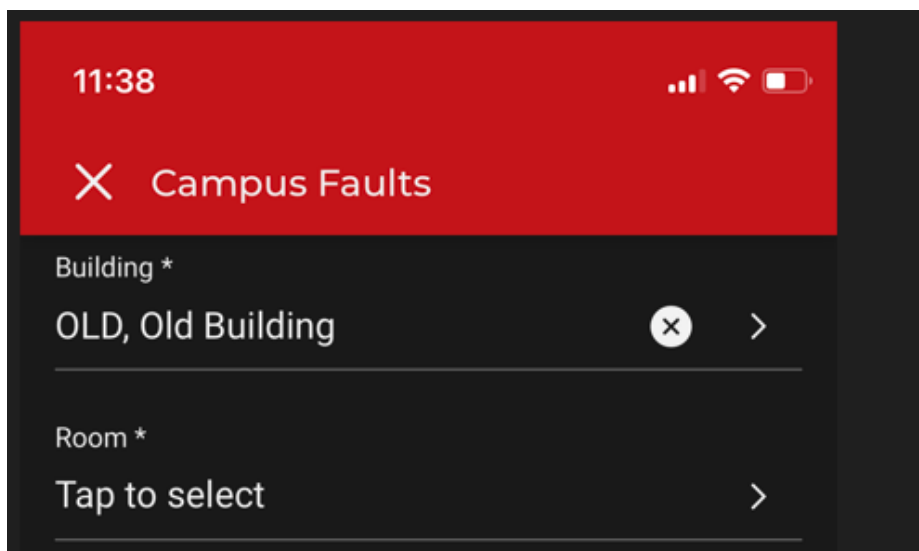 11:38
Campus Faults
Building *
OLD, Old Building
Room *
Tap to select